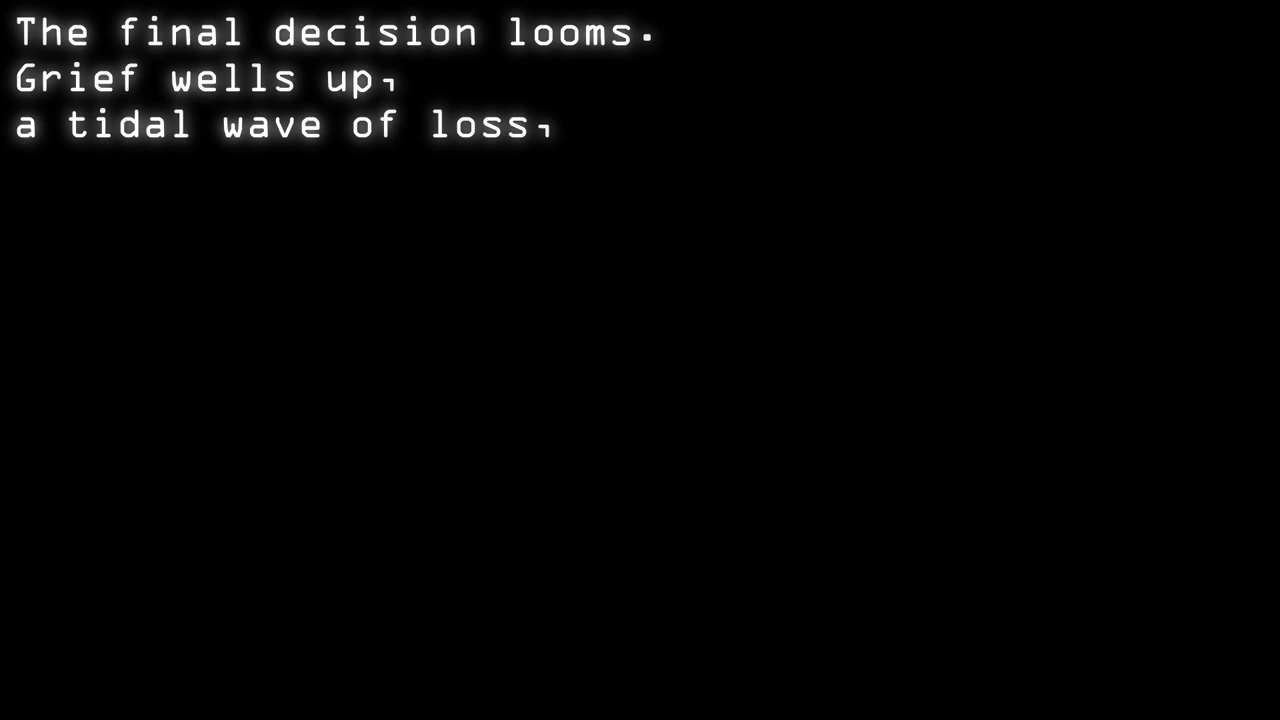 The final decision looms.
Grief wells up,
a tidal wave of loss,